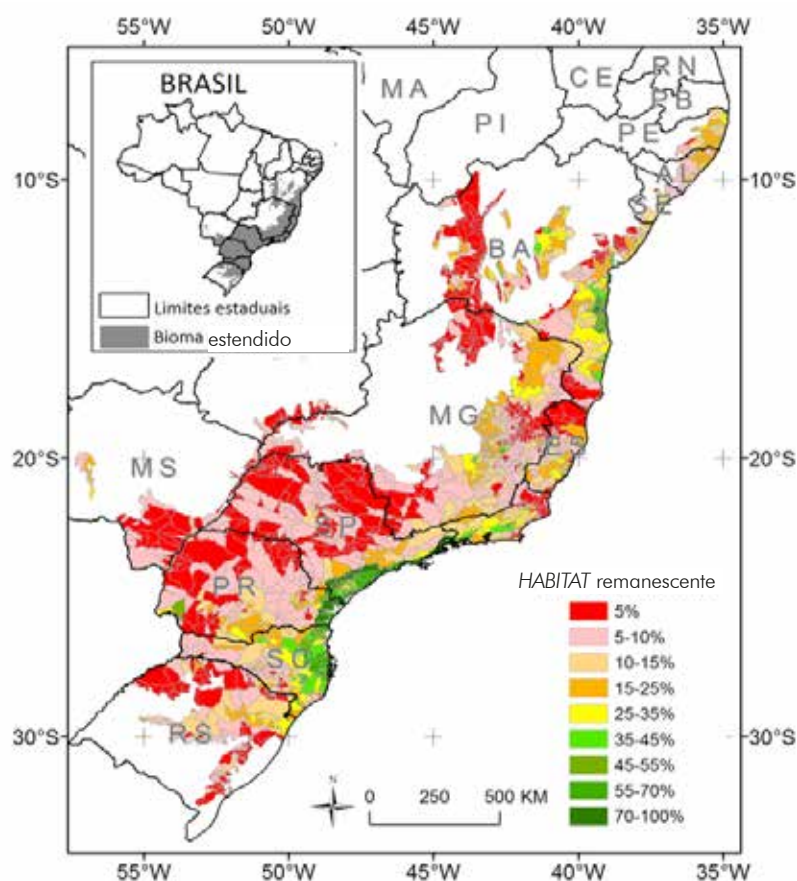 55°W 50°W 45°W 40°W 35°W
BRASIL
Limites estaduais
Bioma estendido
MA
PI
CE
RN
PB
PE
AL
SE
BA
10°S
MG
ES
20°S 20°S
MS
SP
PR
SC
RS
30°S 30°S
HABITAT remanescente
5%
5-10%
10-15%
15-25%
25-35%
35-45%
45-55%
55-70%
70-100%
N
0 250 500 KM
55°W 50°W 45°W 40°W 35°W
10°S